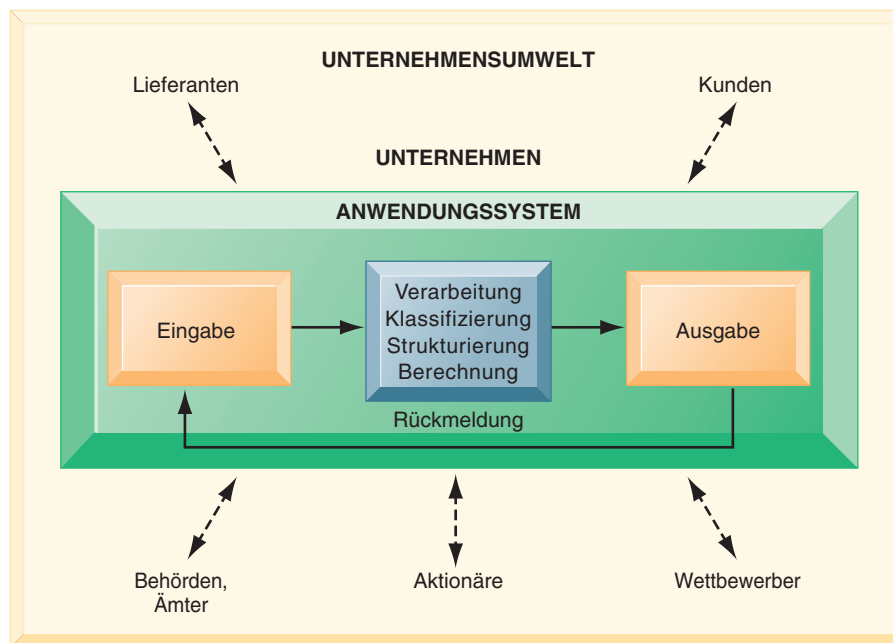 UNTERNEHMENSUMWELT
Lieferanten
Kunden
UNTERNEHMEN
ANWENDUNGSSYSTEM
Eingabe
Verarbeitung
Klassifizierung
Strukturierung
Berechnung
Ausgabe
Rückmeldung
Behörden,
Ämter
Aktionäre
Wettbewerber